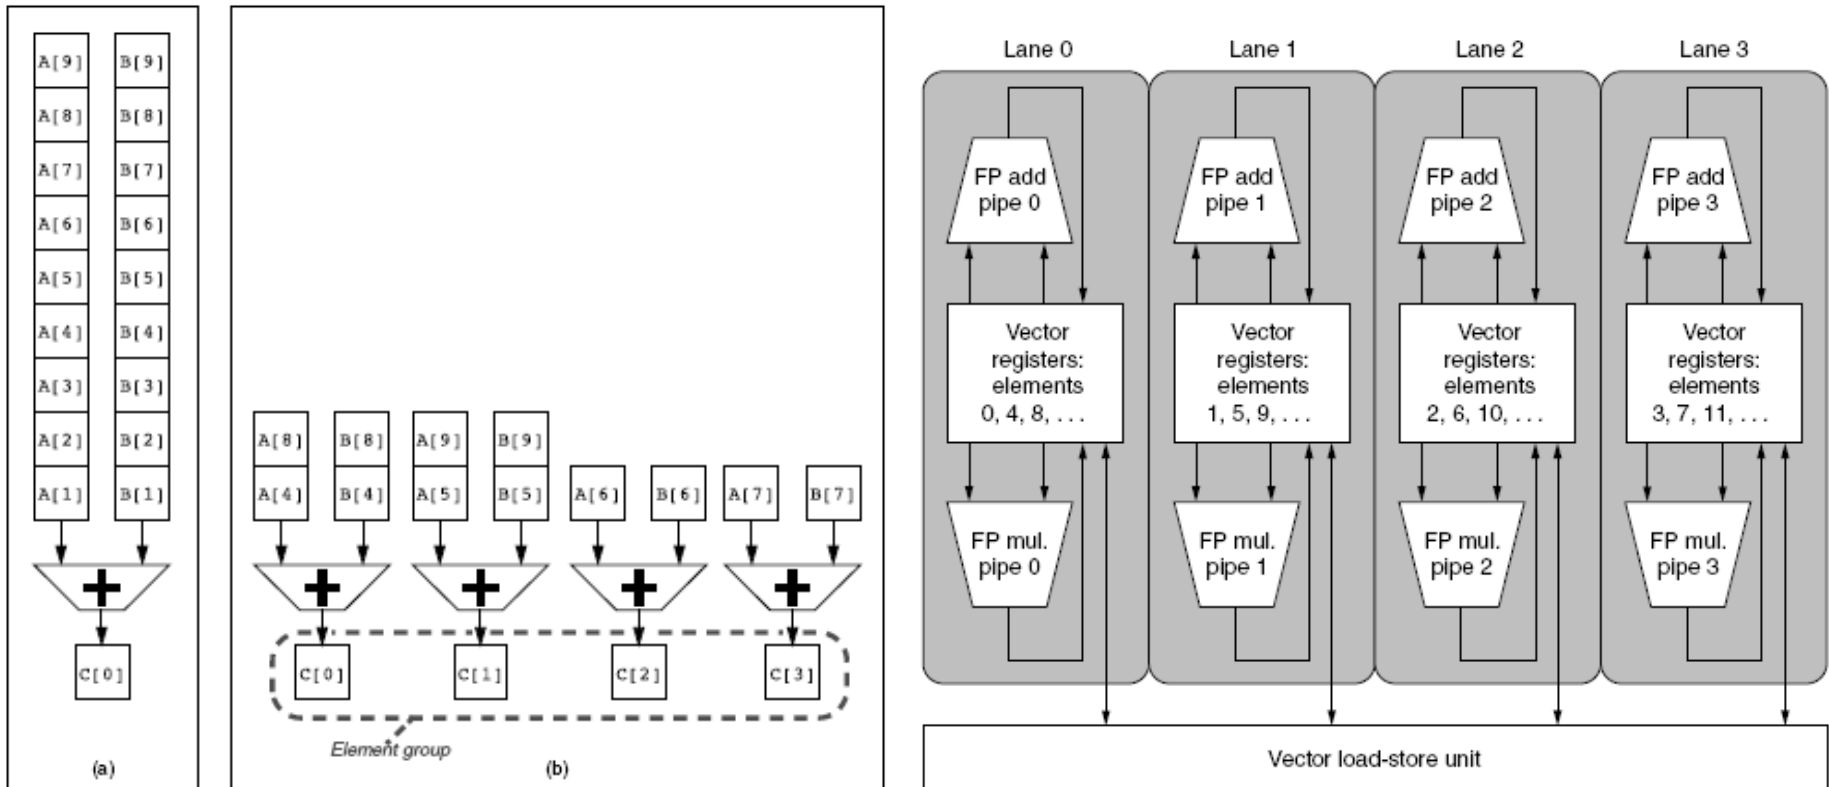 A[9] B[9]
A[8] B[8]
A[7] B[7]
A[6] B[6]
A[5] B[5]
A[4] B[4]
A[3] B[3]
A[2] B[2]
A[1] B[1]
+
C[0]
(a)
A[8] B[8] A[9] B[9]
A[4] B[4] A[5] B[5] A[6] B[6] A[7] B[7]
+ + + +
C[0] C[1] C[2] C[3]
Element group
(b)
Lane 0
FP add
pipe 0
Vector
registers:
elements
0, 4, 8, . . .
FP mul.
pipe 0
Lane 1
FP add
pipe 1
Vector
registers:
elements
1, 5, 9, . . .
FP mul.
pipe 1
Lane 2
FP add
pipe 2
Vector
registers:
elements
2, 6, 10, . . .
FP mul.
pipe 2
Lane 3
FP add
pipe 3
Vector
registers:
elements
3, 7, 11, . . .
FP mul.
pipe 3
Vector load-store unit